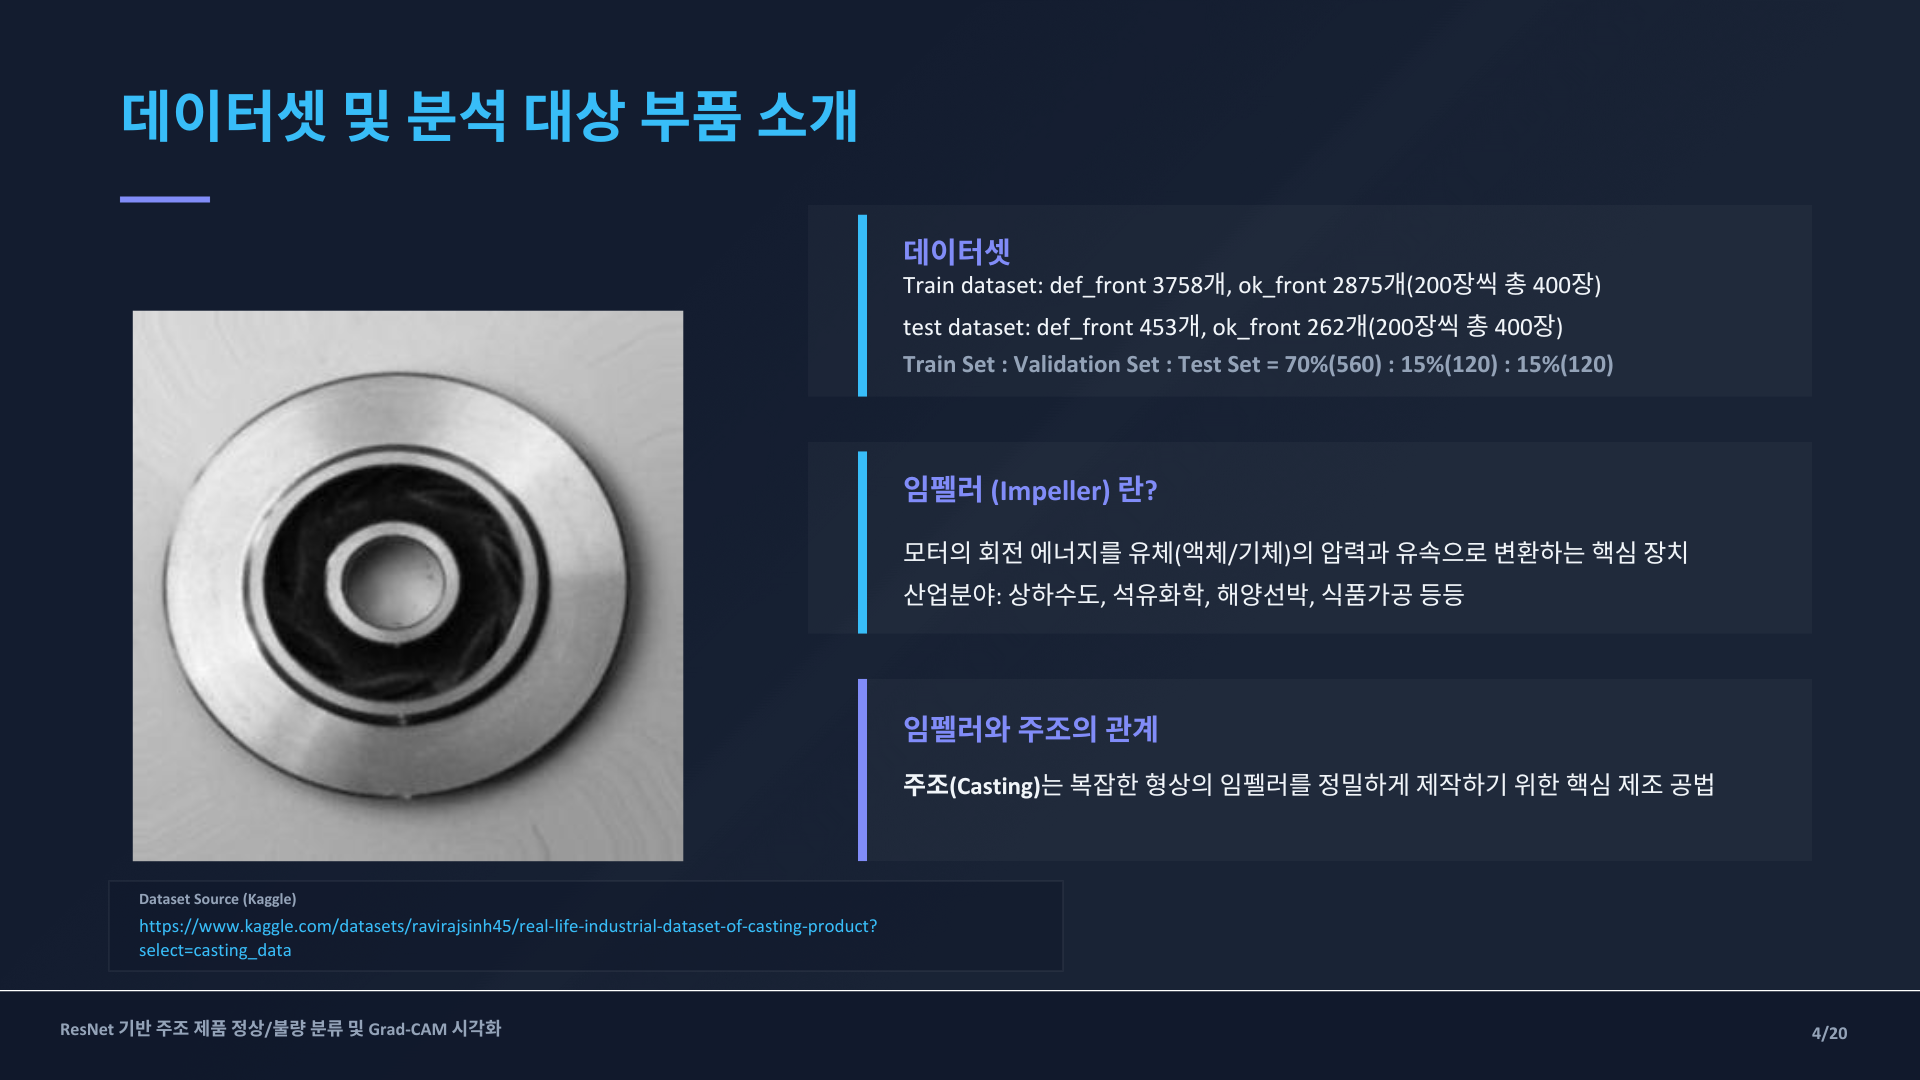 데이터셋 및 분석 대상 부품 소개
데이터셋
Train dataset: def_front 3758개, ok_front 2875개(200장씩 총 400장)
test dataset: def_front 453개, ok_front 262개(200장씩 총 400장)
Train Set : Validation Set : Test Set = 70%(560) : 15%(120) : 15%(120)
임펠러 (Impeller) 란?
모터의 회전 에너지를 유체(액체/기체)의 압력과 유속으로 변환하는 핵심 장치
산업분야: 상하수도, 석유화학, 해양선박, 식품가공 등등
임펠러와 주조의 관계
주조(Casting)는 복잡한 형상의 임펠러를 정밀하게 제작하기 위한 핵심 제조 공법
Dataset Source (Kaggle)
https://www.kaggle.com/datasets/ravirajsinh45/real-life-industrial-dataset-of-casting-product?
select=casting_data
ResNet 기반 주조 제품 정상/불량 분류 및 Grad-CAM 시각화
4/20